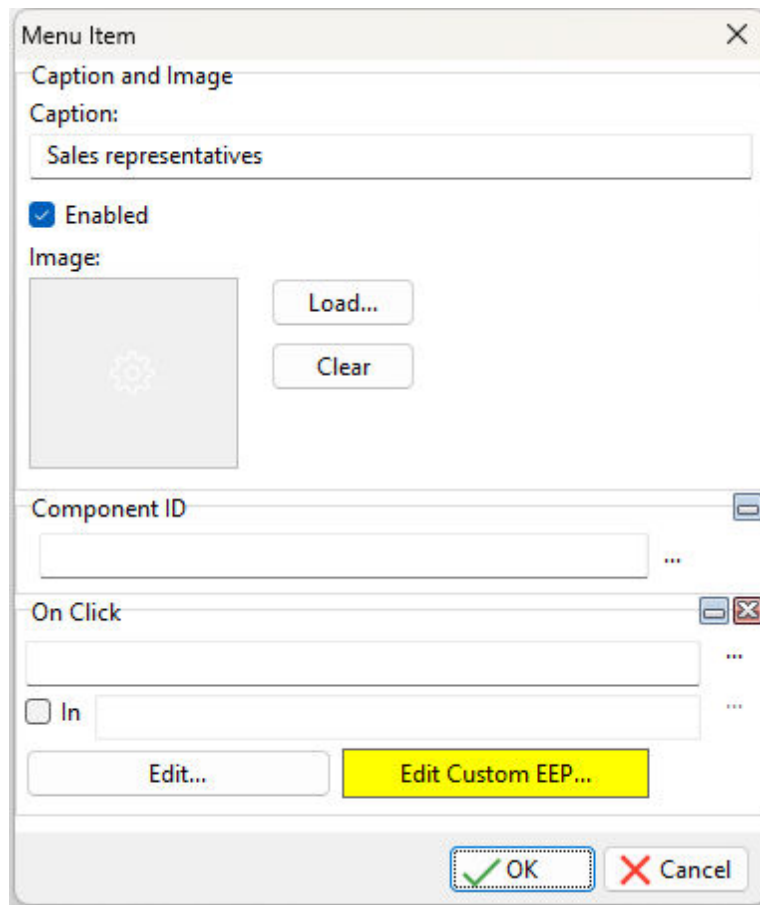 Menu Item
Caption and Image
Caption:
Sales representatives
Enabled
Image:
Load...
Clear
Component ID
...
On Click
...
In
...
Edit... Edit Custom EEP...
OK Cancel